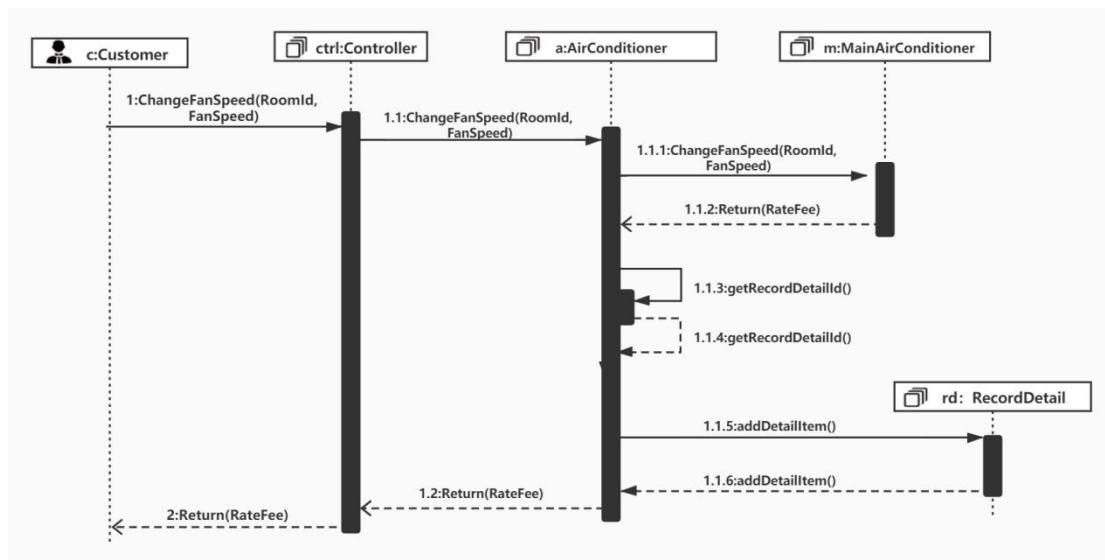 c:Customer
ctrl:Controller
a:AirConditioner
m:MainAirConditioner
1:ChangeFanSpeed(RoomId,
FanSpeed)
1.1:ChangeFanSpeed(RoomId,
FanSpeed)
1.1.1:ChangeFanSpeed(RoomId,
FanSpeed)
1.1.2:Return(RateFee)
1.1.3:getRecordDetailId()
1.1.4:getRecordDetailId()
rd: RecordDetail
1.1.5:addDetailItem()
1.1.6:addDetailItem()
1.2:Return(RateFee)
2:Return(RateFee)